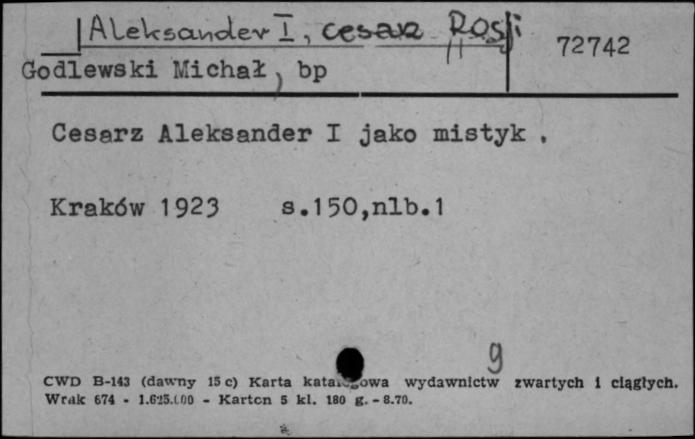 Aleksander I, cesarz Rosji
72742
Godlewski Michał, bp
Cesarz Aleksander I jako mistyk .
Kraków 1923 s.150,nlb.1
9
CWD B-143 (dawny 15 c) Karta katalogowa wydawnictw zwartych i ciągłych.
Wrak 674 - 1.625.000 - Karton 5 kl. 180 g. - 8.70.